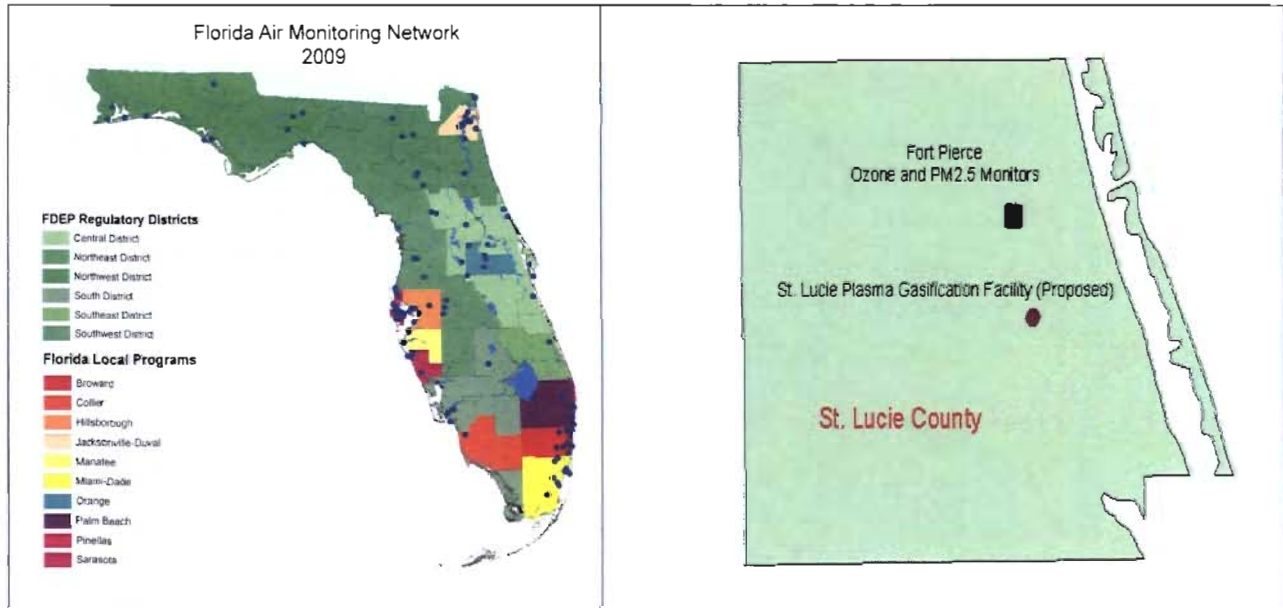 Florida Air Monitoring Network
2009
FDEP Regulatory Districts
Central District
Northeast District
Northwest District
South District
Southeast District
Southwest District
Florida Local Programs
Broward
Collier
Hillsborough
Jacksonville-Duval
Manatee
Miami-Dade
Orange
Palm Beach
Pinellas
Sarasota
Fort Pierce
Ozone and PM2.5 Monitors
St. Lucie Plasma Gasification Facility (Proposed)
St. Lucie County